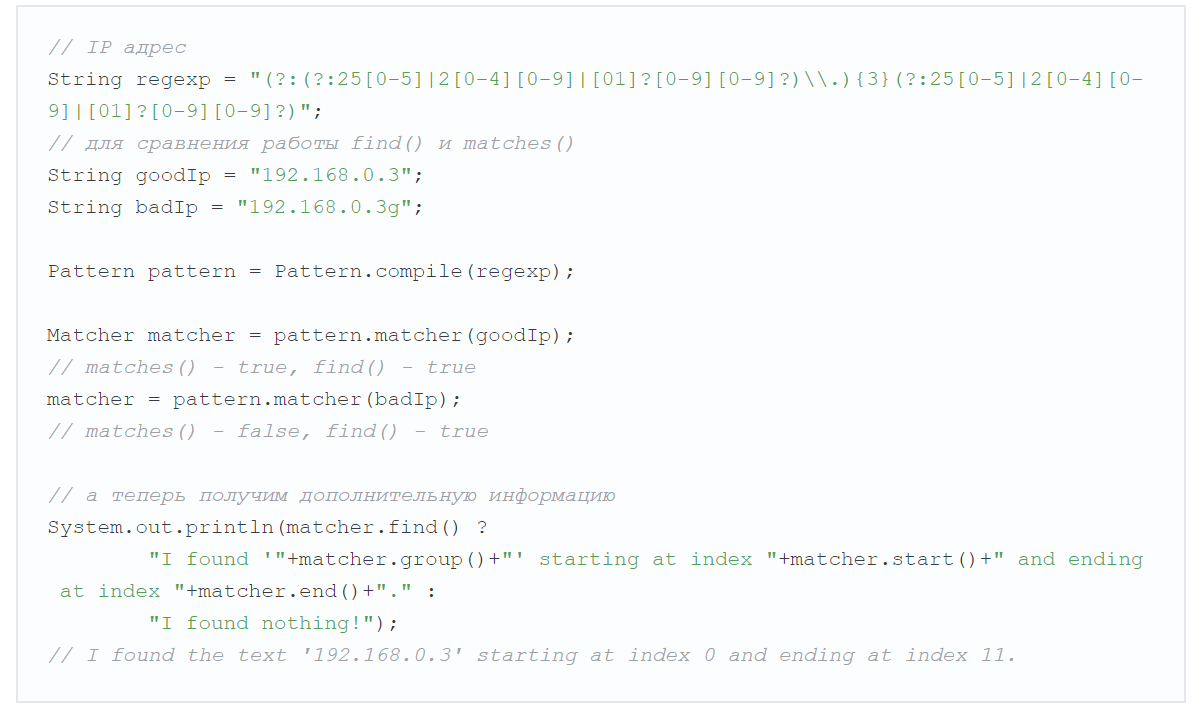 // IP адрес
String regexp = "(?:(?:25[0-5]|2[0-4][0-9]|[01]?[0-9][0-9]?)\\.){3}(?:25[0-5]|2[0-4][0-
9]|[01]?[0-9][0-9]?)";
// для сравнения работы find() и matches()
String goodIp = "192.168.0.3";
String badIp = "192.168.0.3g";
Pattern pattern = Pattern.compile(regexp);
Matcher matcher = pattern.matcher(goodIp);
// matches() - true, find() - true
matcher = pattern.matcher(badIp);
// matches() - false, find() - true
// а теперь получим дополнительную информацию
System.out.println(matcher.find() ?
"I found '"+matcher.group()+"' starting at index "+matcher.start()+" and ending
at index "+matcher.end()+"." :
"I found nothing!");
// I found the text '192.168.0.3' starting at index 0 and ending at index 11.